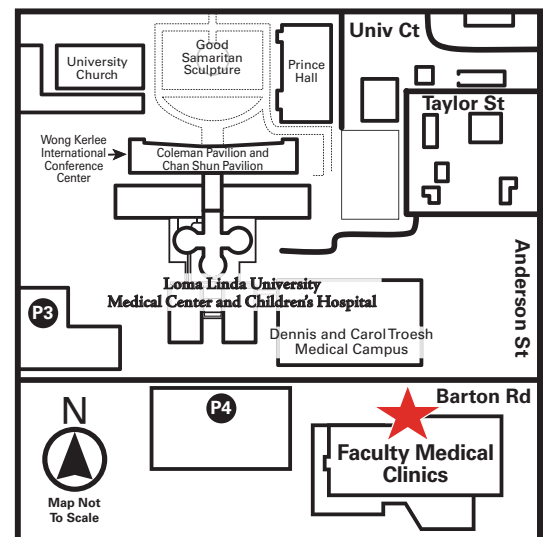 Univ Ct
Good
Samaritan
Sculpture
University
Church
Prince
Hall
Taylor St
Wong Kerlee
International
Conference
Center
Coleman Pavilion and
Chan Shun Pavilion
Anderson St
Loma Linda University
Medical Center and Children's Hospital
P3
Dennis and Carol Troesh
Medical Campus
Barton Rd
N
P4
Faculty Medical
Clinics
Map Not
To Scale